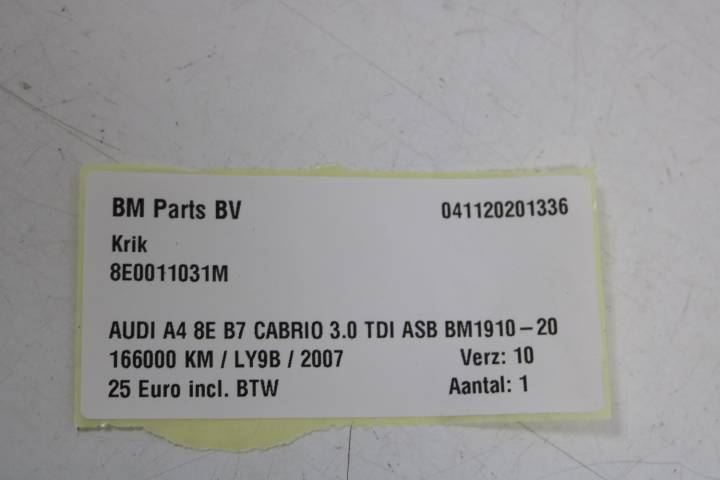 BM Parts BV 041120201336
Krik
8E0011031M
AUDI A4 8E B7 CABRIO 3.0 TDI ASB BM1910-20
166000 KM / LY9B / 2007 Verz: 10
25 Euro incl. BTW Aantal: 1